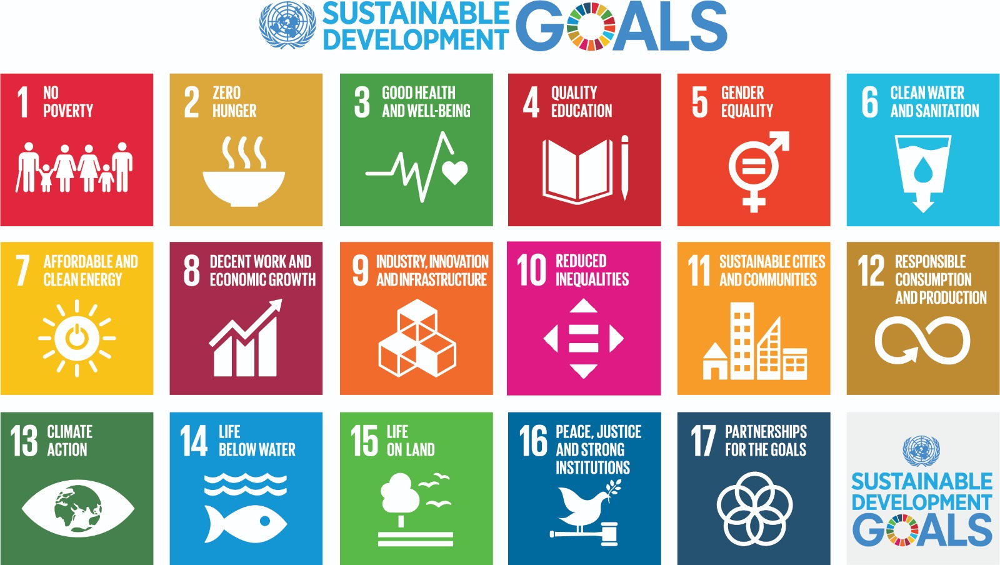 SUSTAINABLE
DEVELOPMENT
GOALS
1 NO
POVERTY
2 ZERO
HUNGER
3 GOOD HEALTH
AND WELL-BEING
4 QUALITY
EDUCATION
5 GENDER
EQUALITY
6 CLEAN WATER
AND SANITATION
7 AFFORDABLE AND
CLEAN ENERGY
8 DECENT WORK AND
ECONOMIC GROWTH
9 INDUSTRY, INNOVATION
AND INFRASTRUCTURE
10 REDUCED
INEQUALITIES
11 SUSTAINABLE CITIES
AND COMMUNITIES
12 RESPONSIBLE
CONSUMPTION
AND PRODUCTION
13 CLIMATE
ACTION
14 LIFE
BELOW WATER
15 LIFE
ON LAND
16 PEACE, JUSTICE
AND STRONG
INSTITUTIONS
17 PARTNERSHIPS
FOR THE GOALS
SUSTAINABLE
DEVELOPMENT
GOALS